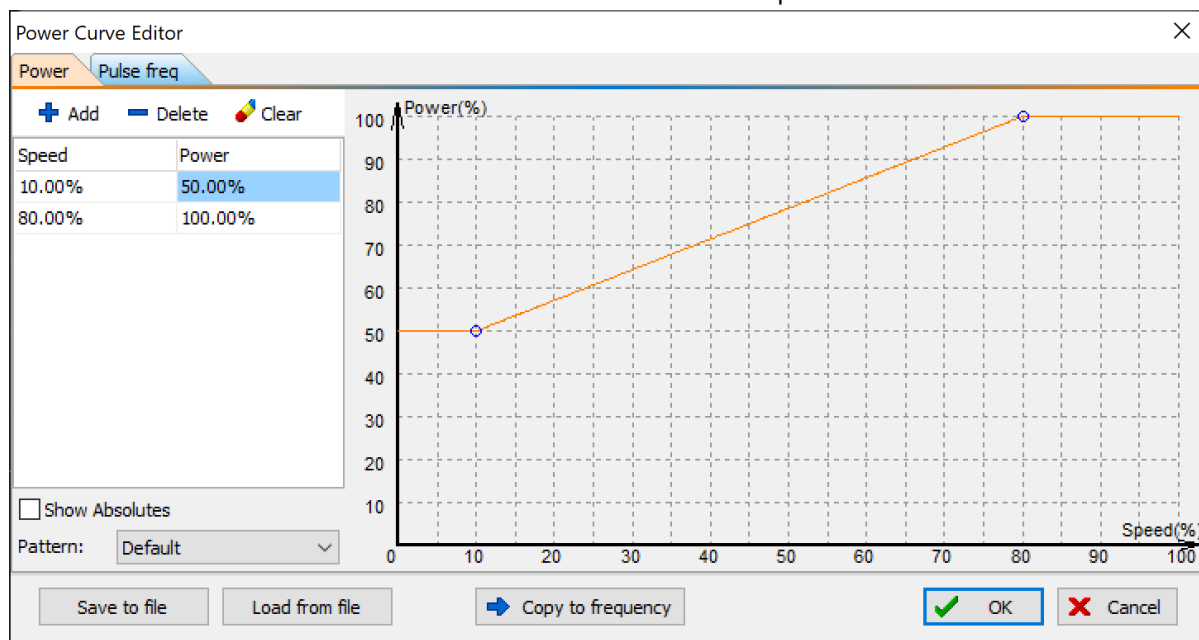 Power Curve Editor
Power Pulse freq
Add Delete Clear
Speed Power
10.00% 50.00%
80.00% 100.00%
Show Absolutes
Pattern: Default
Power(%)
100
90
80
70
60
50
40
30
20
10
Speed(%)
0 10 20 30 40 50 60 70 80 90 100
Save to file Load from file Copy to frequency OK Cancel